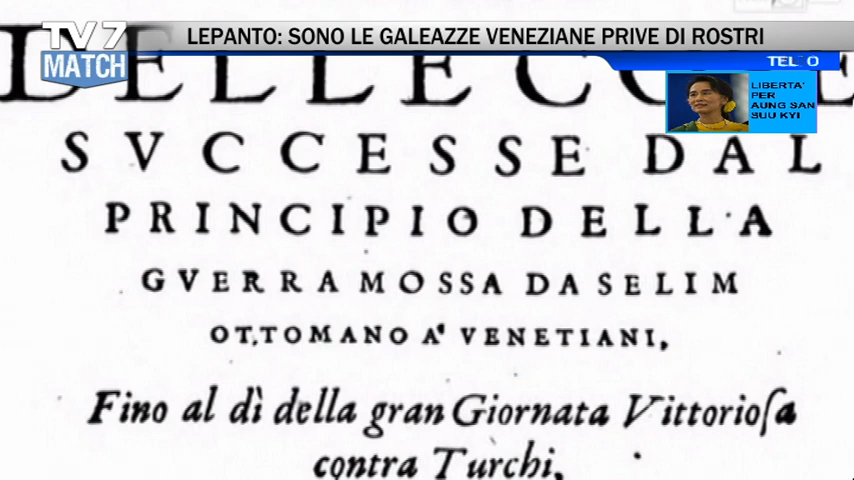 LEPANTO: SONO LE GALEAZZE VENEZIANE PRIVE DI ROSTRI
TV7
MATCH
LIBERTA'
PER
AUNG SAN
SUU KYI
DELLE
SVCCESSE DAL
PRINCIPIO DELLA
GVERRA MOSSA DA SELIM
OTTOMANO A' VENETIANI,
Fino al dì della gran Giornata Vittorioſa
contra Turchi,